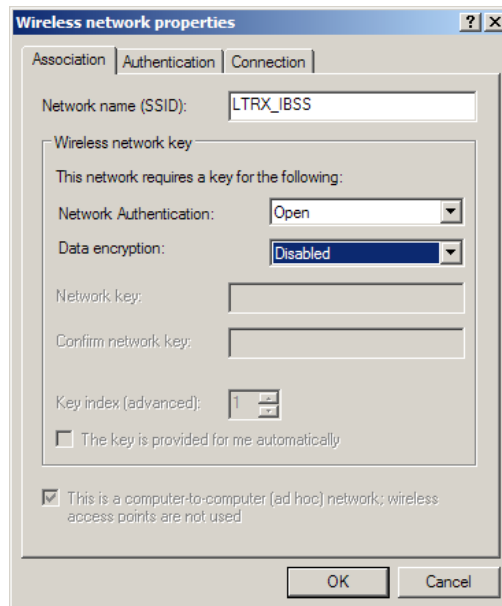 Wireless network properties
Association
Authentication
Connection
Network name (SSID):
LTRX_IBSS
Wireless network key
This network requires a key for the following:
Network Authentication:
Open
Data encryption:
Disabled
Network key:
Confirm network key:
Key index (advanced):
1
The key is provided for me automatically
This is a computer-to-computer (ad hoc) network; wireless
access points are not used
OK
Cancel